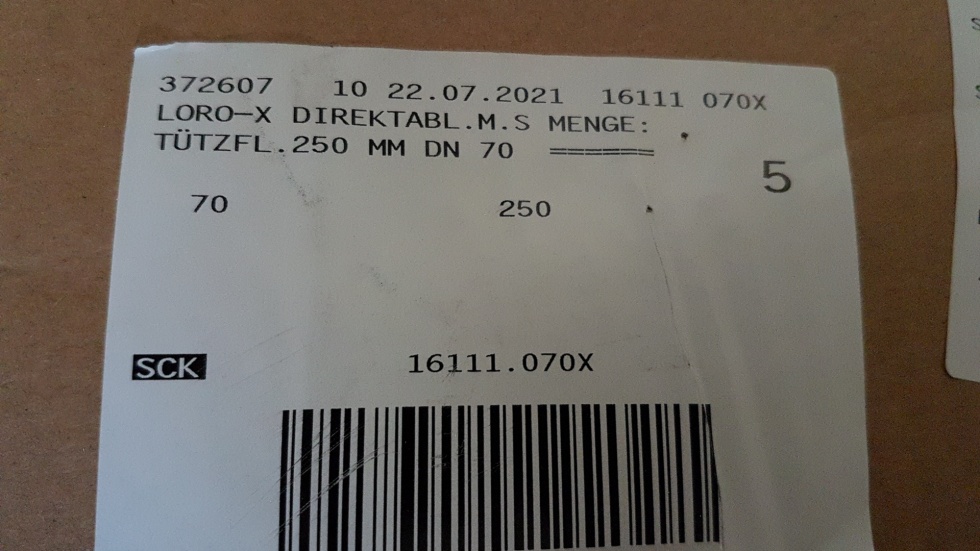 372607 10 22.07.2021 16111 070X
LORO-X DIREKTABL.M.S MENGE:
TÜTZFL.250 MM DN 70 ======
5
70 250
SCK 16111.070X